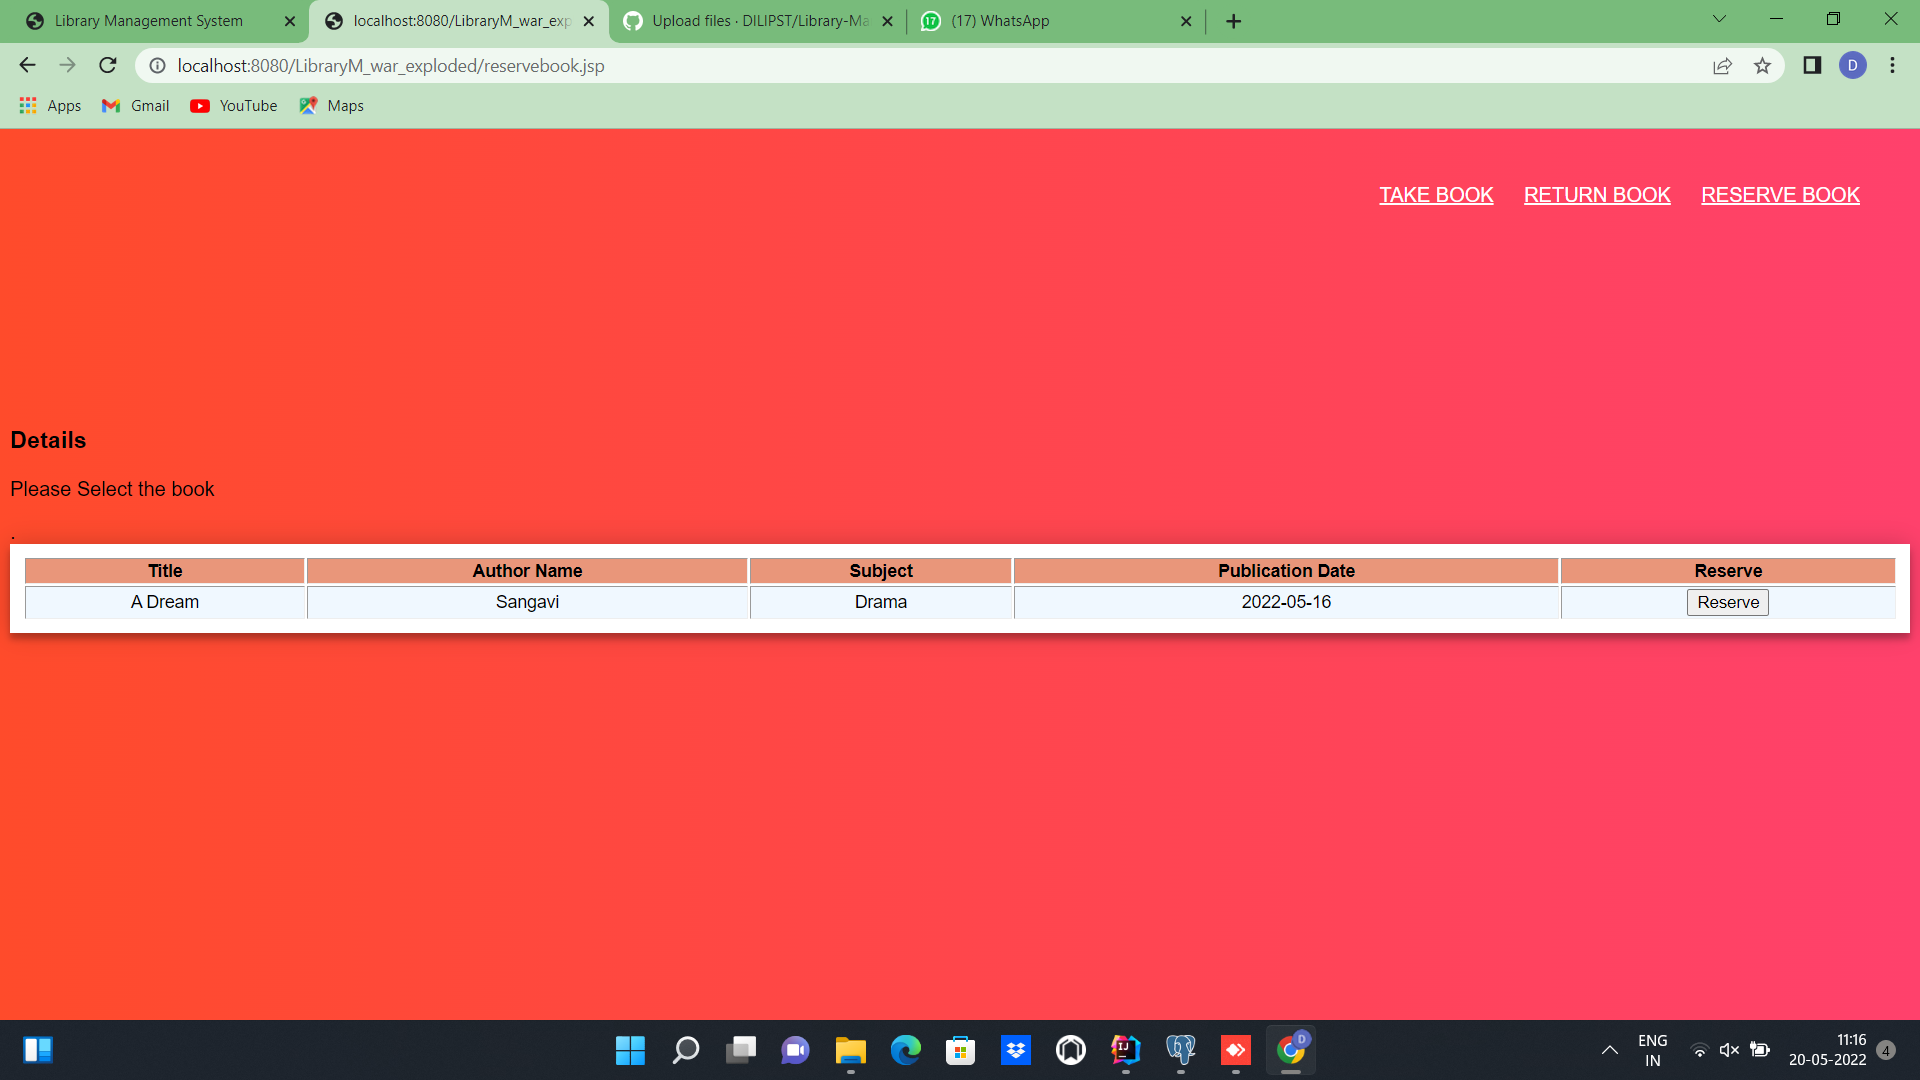 Library Management System
localhost:8080/LibraryM_war_exp
Upload files · DILIPST/Library-Ma
17
(17) WhatsApp
localhost:8080/LibraryM_war_exploded/reservebook.jsp
D
Apps
Gmail
YouTube
Maps
TAKE BOOK RETURN BOOK RESERVE BOOK
Details
Please Select the book
.
Title Author Name Subject Publication Date Reserve
A Dream Sangavi Drama 2022-05-16 Reserve
IJ
D
ENG
IN
11:16
20-05-2022
4